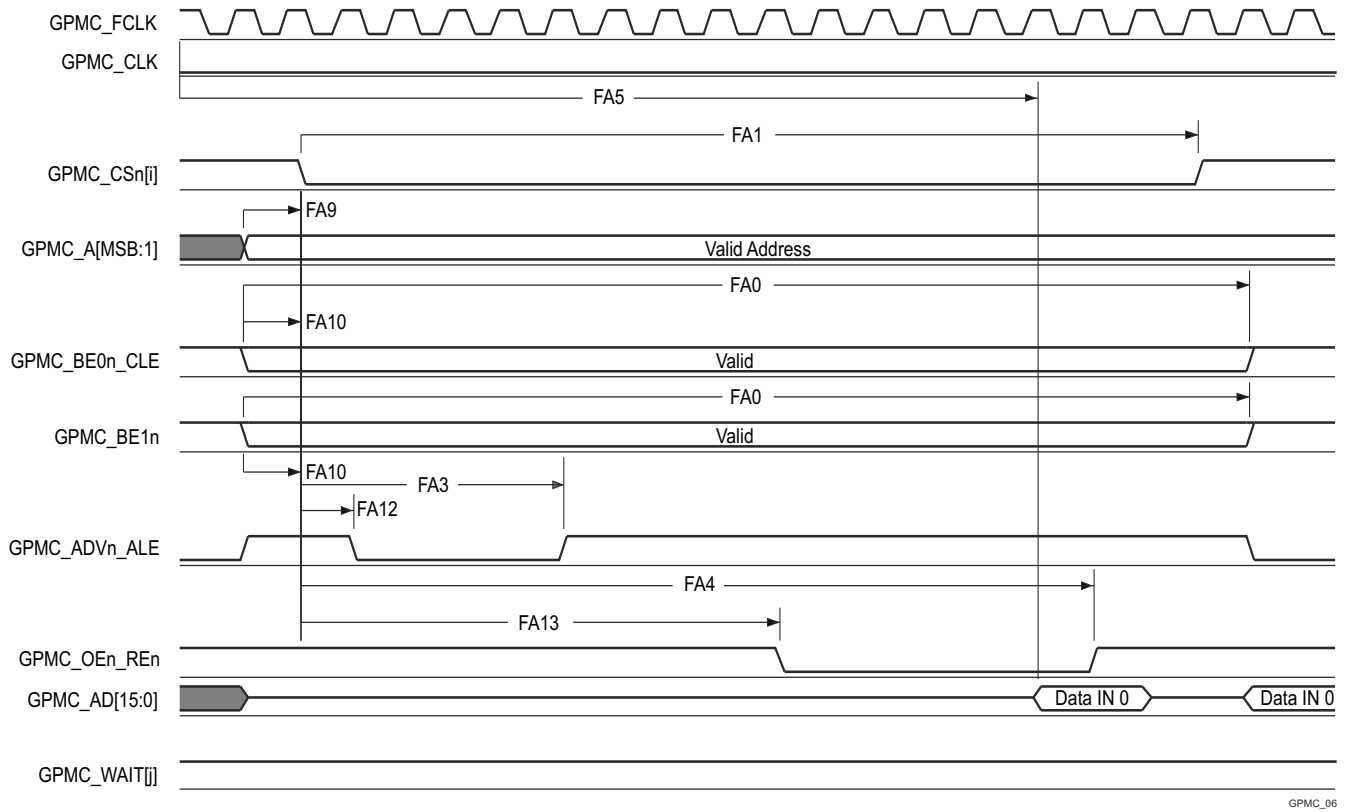 GPMC_FCLK
GPMC_CLK
FA5
FA1
GPMC_CSn[i]
FA9
GPMC_A[MSB:1]
Valid Address
FA0
FA10
GPMC_BE0n_CLE
Valid
FA0
GPMC_BE1n
Valid
FA10
FA3
FA12
GPMC_ADVn_ALE
FA4
FA13
GPMC_OEn_REn
GPMC_AD[15:0]
Data IN 0
Data IN 0
GPMC_WAIT[j]
GPMC_06